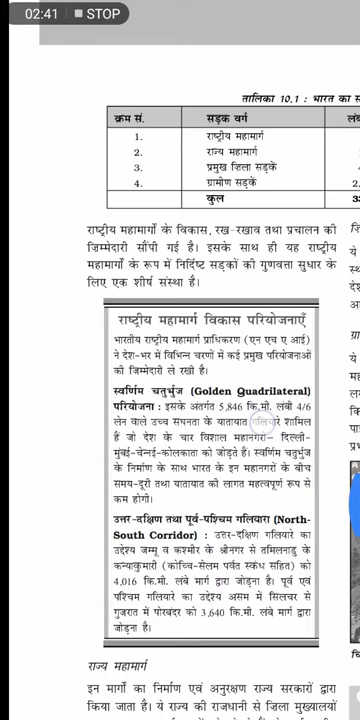 02:41 STOP
तालिका 10.1 : भारत का स
क्रम सं. सड़क वर्ग लंब
1. राष्ट्रीय महामार्ग
2. राज्य महामार्ग
3. प्रमुख ज़िला सड़कें
4. ग्रामीण सड़कें 2,
कुल 33
राष्ट्रीय महामार्गों के विकास, रख-रखाव तथा प्रचालन की
जिम्मेदारी सौंपी गई है। इसके साथ ही यह राष्ट्रीय
महामार्गों के रूप में निर्दिष्ट सड़कों की गुणवत्ता सुधार के
लिए एक शीर्ष संस्था है।
राष्ट्रीय महामार्ग विकास परियोजनाएँ
भारतीय राष्ट्रीय महामार्ग प्राधिकरण (एन एच ए आई)
ने देश-भर में विभिन्न चरणों में कई प्रमुख परियोजनाओं
की जिम्मेदारी ले रखी है।
स्वर्णिम चतुर्भुज (Golden Quadrilateral)
परियोजना : इसके अंतर्गत 5,846 कि.मी. लंबी 4/6
लेन वाले उच्च सघनता के यातायात गलियारे शामिल
हैं जो देश के चार विशाल महानगरों– दिल्ली-
मुंबई-चेन्नई-कोलकाता को जोड़ते हैं। स्वर्णिम चतुर्भुज
के निर्माण के साथ भारत के इन महानगरों के बीच
समय-दूरी तथा यातायात की लागत महत्वपूर्ण रूप से
कम होगी।
उत्तर-दक्षिण तथा पूर्व-पश्चिम गलियारा (North-
South Corridor) : उत्तर-दक्षिण गलियारे का
उद्देश्य जम्मू व कश्मीर के श्रीनगर से तमिलनाडु के
कन्याकुमारी (कोच्चि-सेलम पर्वत स्कंध सहित) को
4,016 कि.मी. लंबे मार्ग द्वारा जोड़ना है। पूर्व एवं
पश्चिम गलियारे का उद्देश्य असम में सिलचर से
गुजरात में पोरबंदर को 3,640 कि.मी. लंबे मार्ग द्वारा
जोड़ना है।
राज्य महामार्ग
इन मार्गों का निर्माण एवं अनुरक्षण राज्य सरकारों द्वारा
किया जाता है। ये राज्य की राजधानी से ज़िला मुख्यालयों